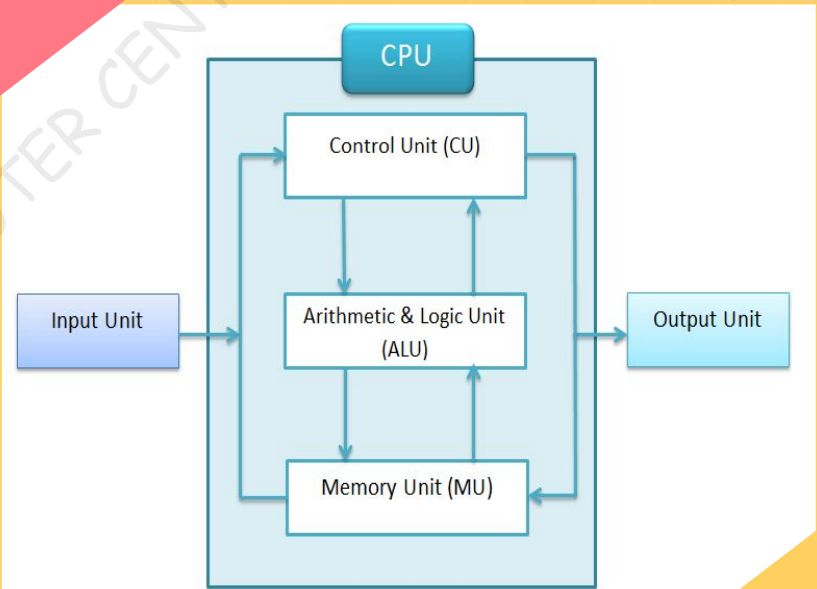 CPU
Control Unit (CU)
Input Unit
Arithmetic & Logic Unit
(ALU)
Output Unit
Memory Unit (MU)